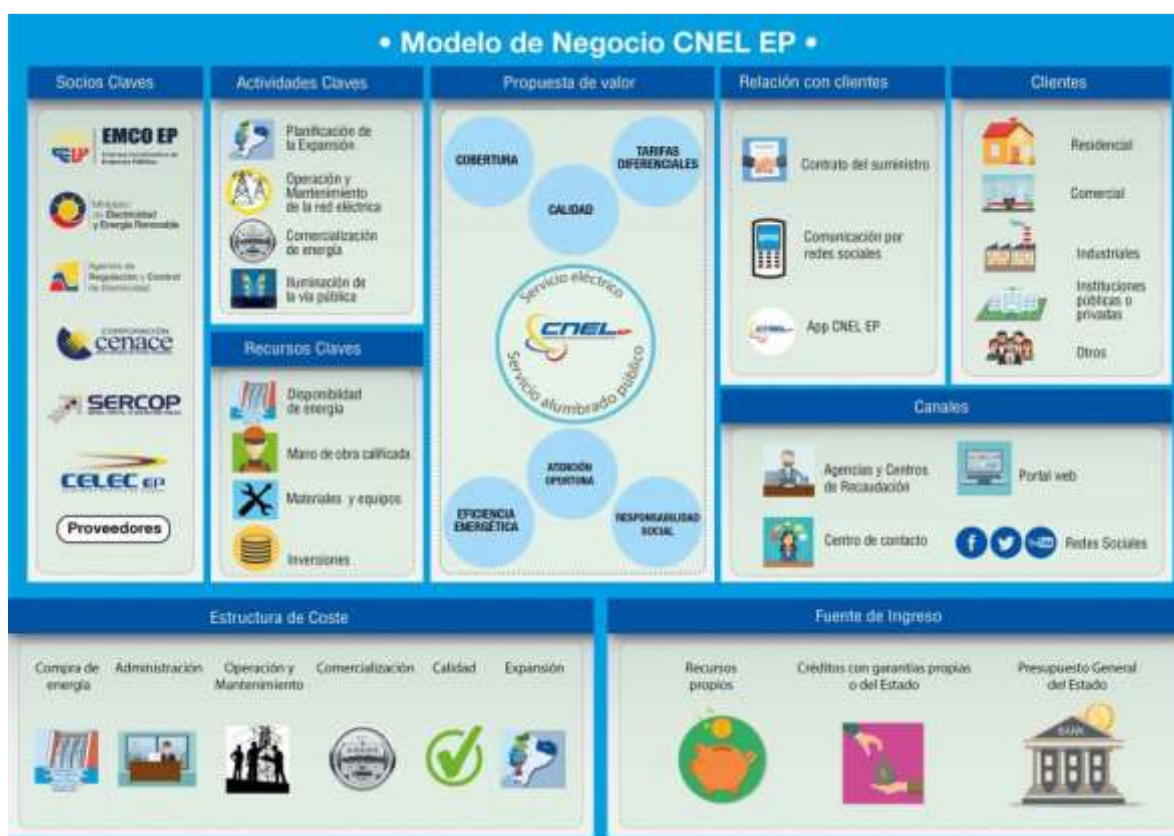 • Modelo de Negocio CNEL EP •
Socios Claves
EMCO EP
Ministerio
de Electricidad
y Energía Renovable
Agencia de
Regulación y Control
de Electricidad
CORPORACIÓN
cenace
SERCOP
CELEC EP
Proveedores
Actividades Claves
Planificación de
la Expansión
Operación y
Mantenimiento
de la red eléctrica
Comercialización
de energía
Iluminación de
la vía pública
Recursos Claves
Disponibilidad
de energía
Mano de obra calificada
Materiales y equipos
Inversiones
Propuesta de valor
COBERTURA
TARIFAS
DIFERENCIALES
CALIDAD
Servicio eléctrico
CNEL EP
Servicio alumbrado público
ATENCIÓN
OPORTUNA
EFICIENCIA
ENERGÉTICA
RESPONSABILIDAD
SOCIAL
Relación con clientes
Contrato del suministro
Comunicación por
redes sociales
App CNEL EP
Clientes
Residencial
Comercial
Industriales
Instituciones
públicas o
privadas
Otros
Canales
Agencias y Centros
de Recaudación
Portal web
Centro de contacto
Redes Sociales
Estructura de Coste
Compra de
energía
Administración
Operación y
Mantenimiento
Comercialización
Calidad
Expansión
Fuente de Ingreso
Recursos
propios
Créditos con garantías propias
o del Estado
Presupuesto General
del Estado
BANK